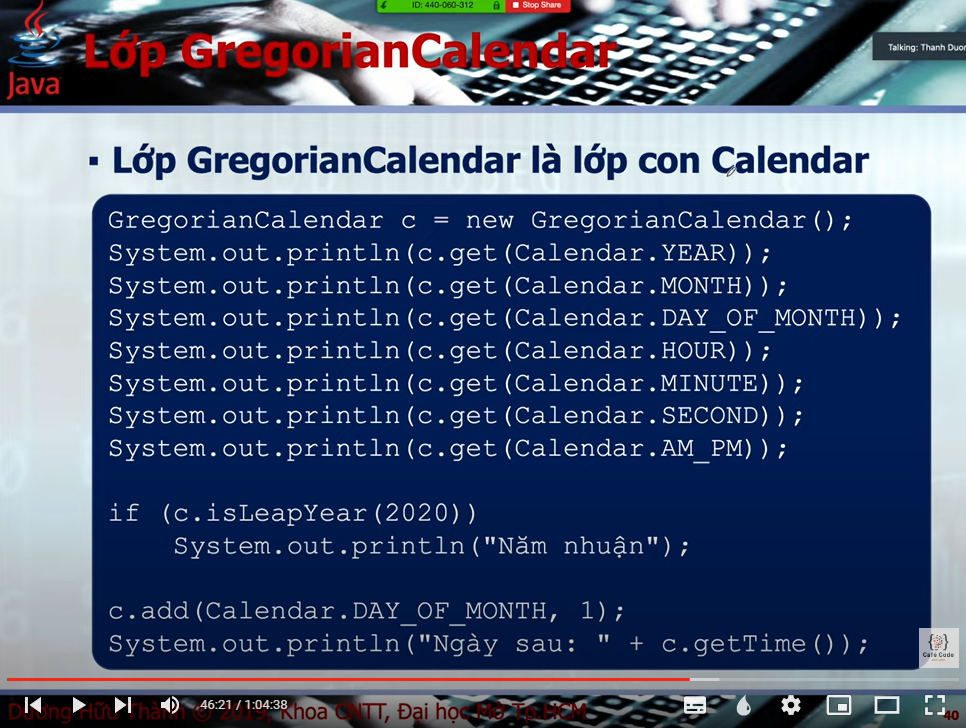 ID: 440-060-312
Stop Share
Lớp GregorianCalendar
Talking: Thanh Duon
Java
▪ Lớp GregorianCalendar là lớp con Calendar
GregorianCalendar c = new GregorianCalendar();
System.out.println(c.get(Calendar.YEAR));
System.out.println(c.get(Calendar.MONTH));
System.out.println(c.get(Calendar.DAY_OF_MONTH));
System.out.println(c.get(Calendar.HOUR));
System.out.println(c.get(Calendar.MINUTE));
System.out.println(c.get(Calendar.SECOND));
System.out.println(c.get(Calendar.AM_PM));
if (c.isLeapYear(2020))
System.out.println("Năm nhuận");
c.add(Calendar.DAY_OF_MONTH, 1);
System.out.println("Ngày sau: " + c.getTime());
Café Code
46:21 / 1:04:38
Dương Hữu Thành © 2019, Khoa CNTT, Đại học Mở Tp.HCM
40